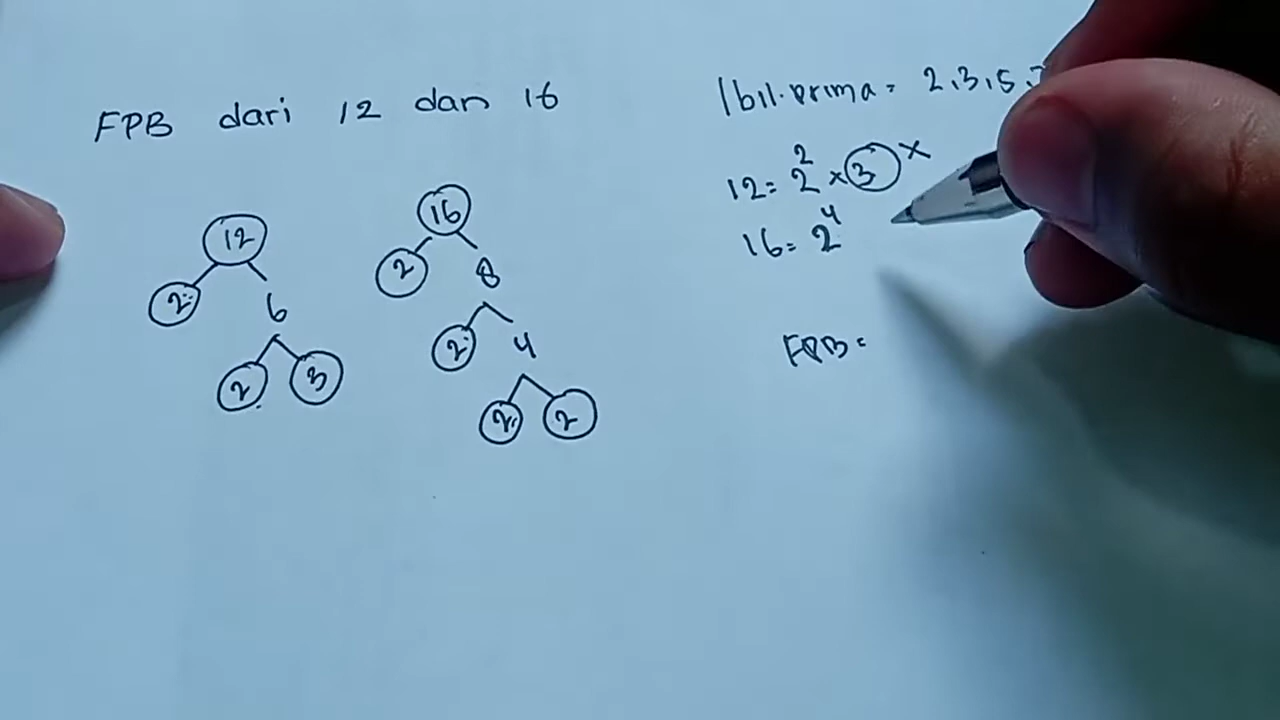 FPB dari 12 dan 16
bil. prima = 2, 3, 5,
12 = 2² × 3 ×
16 = 2⁴
FPB =
12
2 6
2 3
16
2 8
2 4
2 2